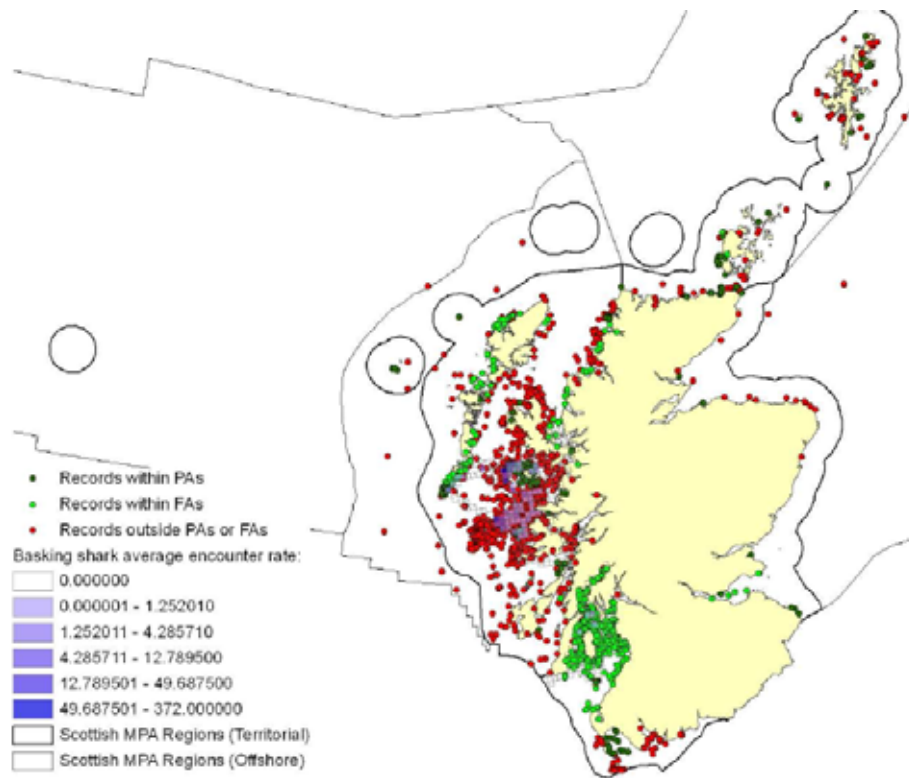 Records within PAs
Records within FAs
Records outside PAs or FAs
Basking shark average encounter rate:
0.000000
0.000001 - 1.252010
1.252011 - 4.285710
4.285711 - 12.789500
12.789501 - 49.687500
49.687501 - 372.000000
Scottish MPA Regions (Territorial)
Scottish MPA Regions (Offshore)